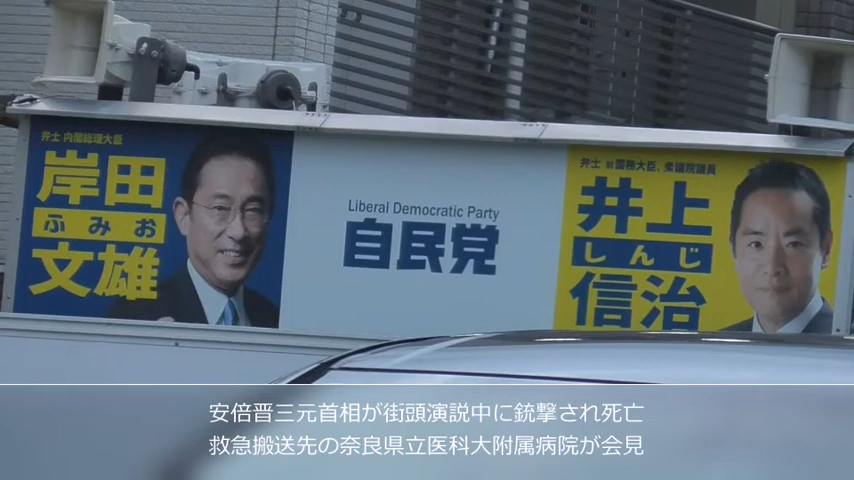 弁士 内閣総理大臣
岸田
ふみお
文雄
Liberal Democratic Party
自民党
弁士 前国務大臣、衆議院議員
井上
しんじ
信治
安倍晋三元首相が街頭演説中に銃撃され死亡
救急搬送先の奈良県立医科大附属病院が会見